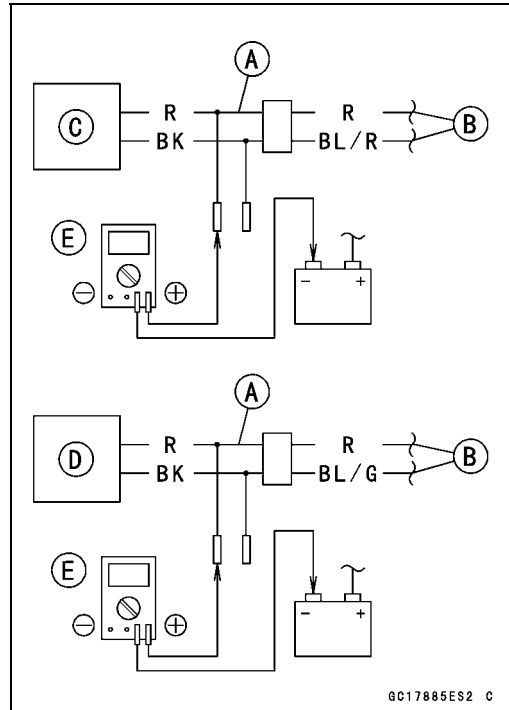 A
R R
C B
BK BL/R
E
- +
- +
A
R R
D B
BK BL/G
E
- +
- +
GC17885ES2 C